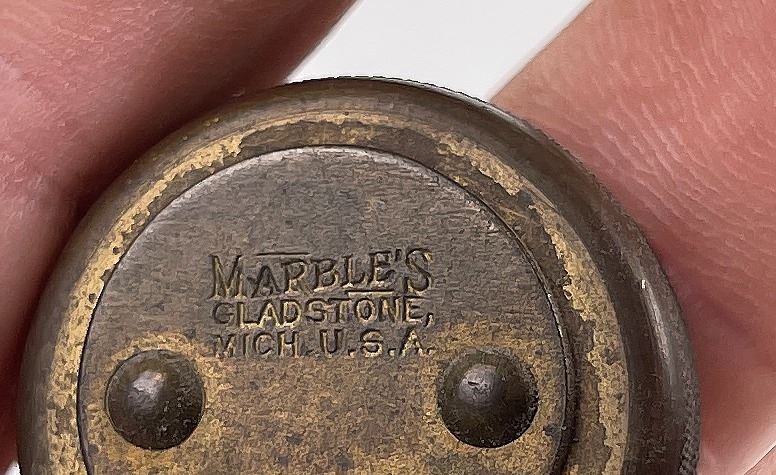 MARBLE'S
GLADSTONE,
MICH. U.S.A.